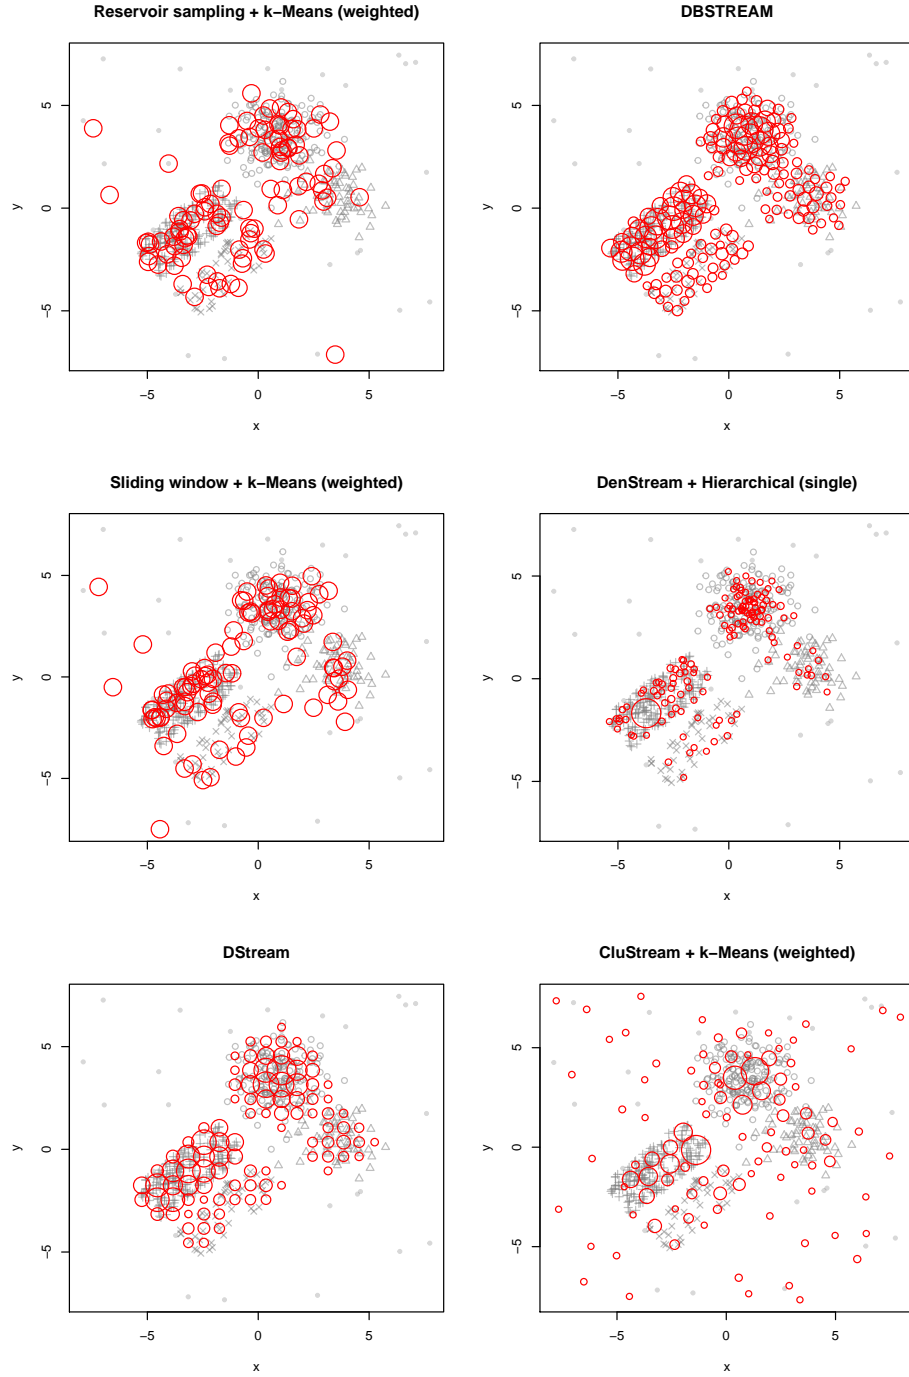 Reservoir sampling + k−Means (weighted)
DBSTREAM
5
0
−5
y
−5 0 5
x
5
0
−5
y
−5 0 5
x
Sliding window + k−Means (weighted)
DenStream + Hierarchical (single)
5
0
−5
y
−5 0 5
x
5
0
−5
y
−5 0 5
x
DStream
CluStream + k−Means (weighted)
5
0
−5
y
−5 0 5
x
5
0
−5
y
−5 0 5
x